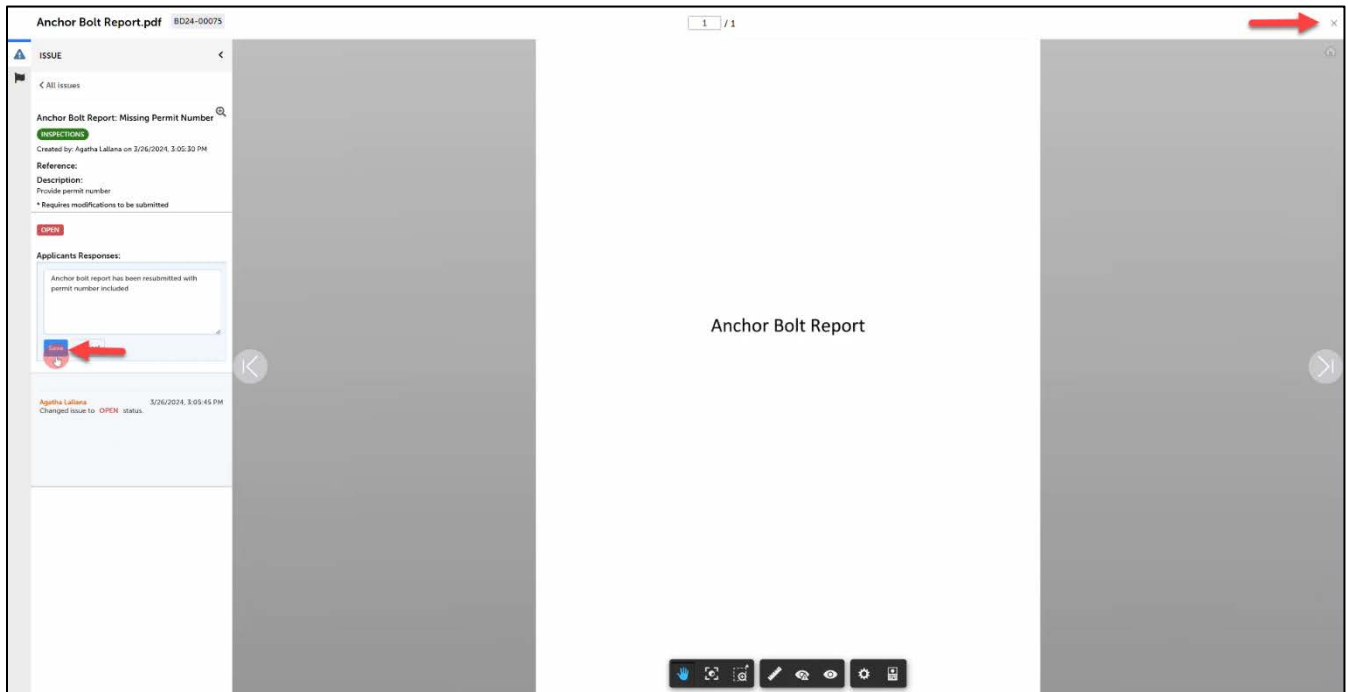 Anchor Bolt Report.pdf BD24-00075
1 / 1
ISSUE
All issues
Anchor Bolt Report: Missing Permit Number
INSPECTIONS
Created by: Agatha Lallana on 3/26/2024, 3:05:30 PM
Reference:
Description:
Provide permit number
* Requires modifications to be submitted
OPEN
Applicants Responses:
Anchor bolt report has been resubmitted with
permit number included
Save
Agatha Lallana 3/26/2024, 3:05:45 PM
Changed issue to OPEN status.
Anchor Bolt Report